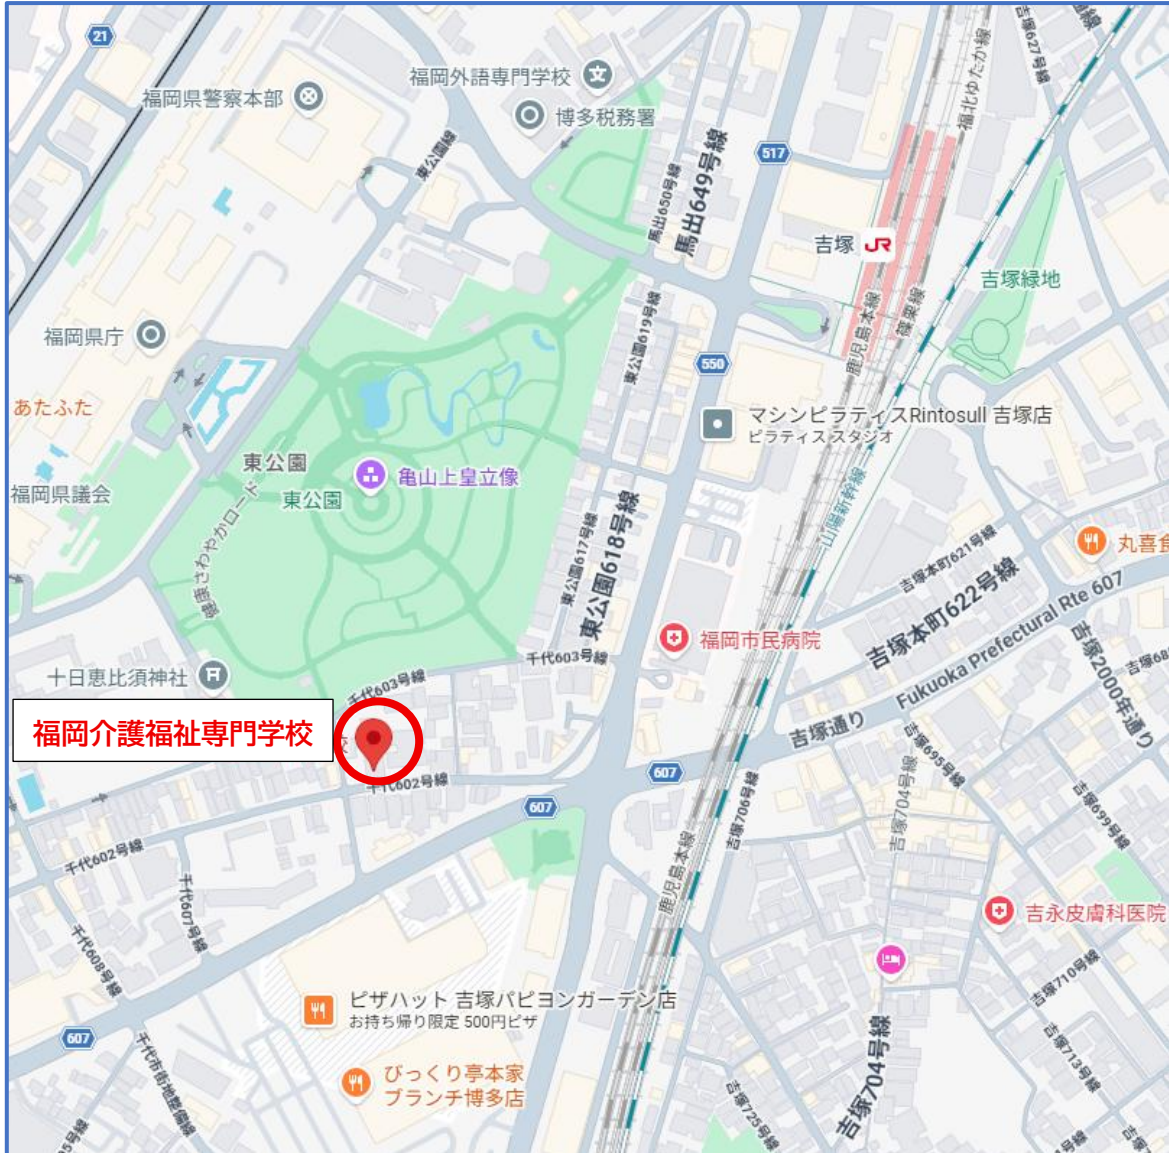 21
吉塚627号線
福岡外語専門学校
福岡県警察本部
博多税務署
福北ゆたか線
東公園線
517
馬出650号線
馬出649号線
吉塚
JR
吉塚緑地
鹿児島本線
篠栗線
福岡県庁
東公園619号線
550
あたふた
マシンピラティスRintosull 吉塚店
ピラティス スタジオ
東公園
亀山上皇立像
東公園
福岡県議会
健康さわやかロード
山陽新幹線
吉塚本町621号線
丸喜食
東公園617号線
東公園618号線
吉塚本町622号線
Fukuoka Prefectural Rte 607
福岡市民病院
千代603号線
吉塚2000年通り
十日恵比須神社
千代603号線
福岡介護福祉専門学校
吉塚通り
吉塚695号線
607
千代602号線
607
吉塚706号線
吉塚704号線
吉塚699号線
千代602号線
千代607号線
鹿児島本線
吉永皮膚科医院
千代608号線
ピザハット 吉塚パピヨンガーデン店
お持ち帰り限定 500円ピザ
吉塚710号線
607
千代市街地整備線
吉塚713号線
びっくり亭本家
ブランチ博多店
吉塚704号線
吉塚725号線